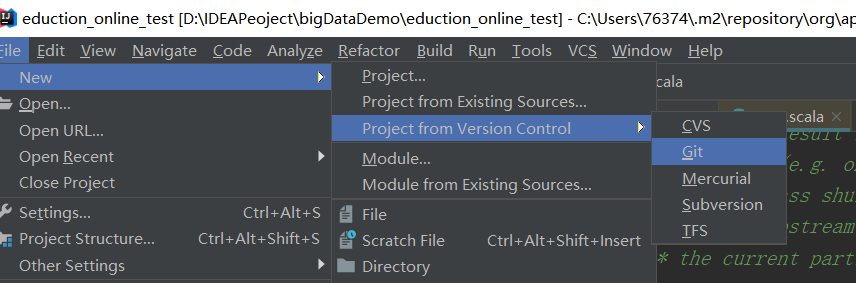 eduction_online_test [D:\IDEAPeoject\bigDataDemo\eduction_online_test] - C:\Users\76374\.m2\repository\org\ap
File Edit View Navigate Code Analyze Refactor Build Run Tools VCS Window Help
New
Open...
Open URL...
Open Recent
Close Project
Settings... Ctrl+Alt+S
Project Structure... Ctrl+Alt+Shift+S
Other Settings
Project...
Project from Existing Sources...
Project from Version Control
Module...
Module from Existing Sources...
File
Scratch File Ctrl+Alt+Shift+Insert
Directory
CVS
Git
Mercurial
Subversion
TFS
cala
.scala
result
(e.g. o
ss shu
stream
* the current part